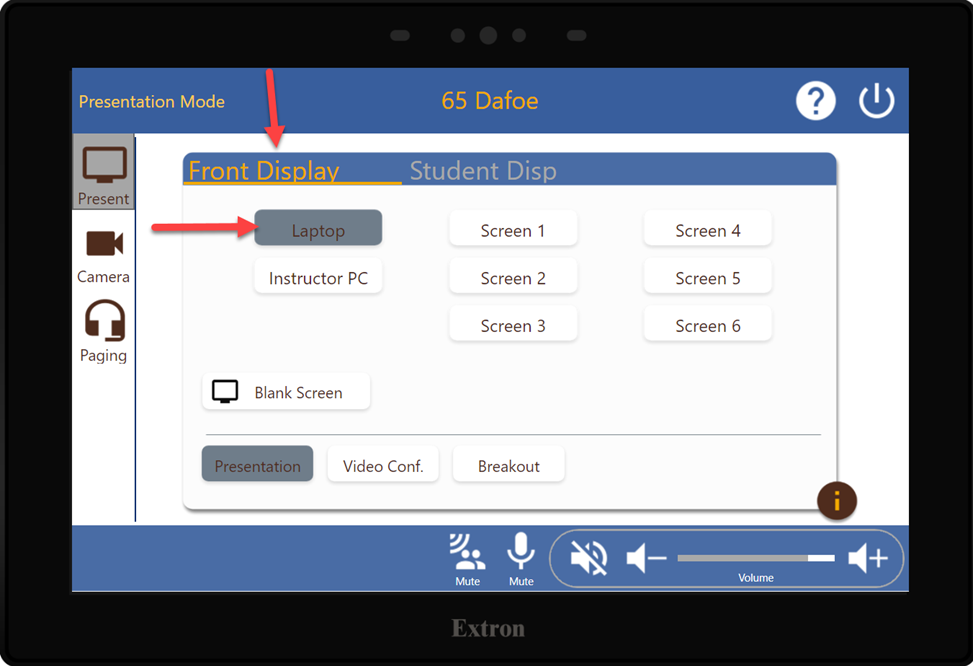 Presentation Mode
65 Dafoe
?
Present
Camera
Paging
Front Display
Student Disp
Laptop
Screen 1
Screen 4
Instructor PC
Screen 2
Screen 5
Screen 3
Screen 6
Blank Screen
Presentation
Video Conf.
Breakout
i
Mute
Mute
Volume
Extron